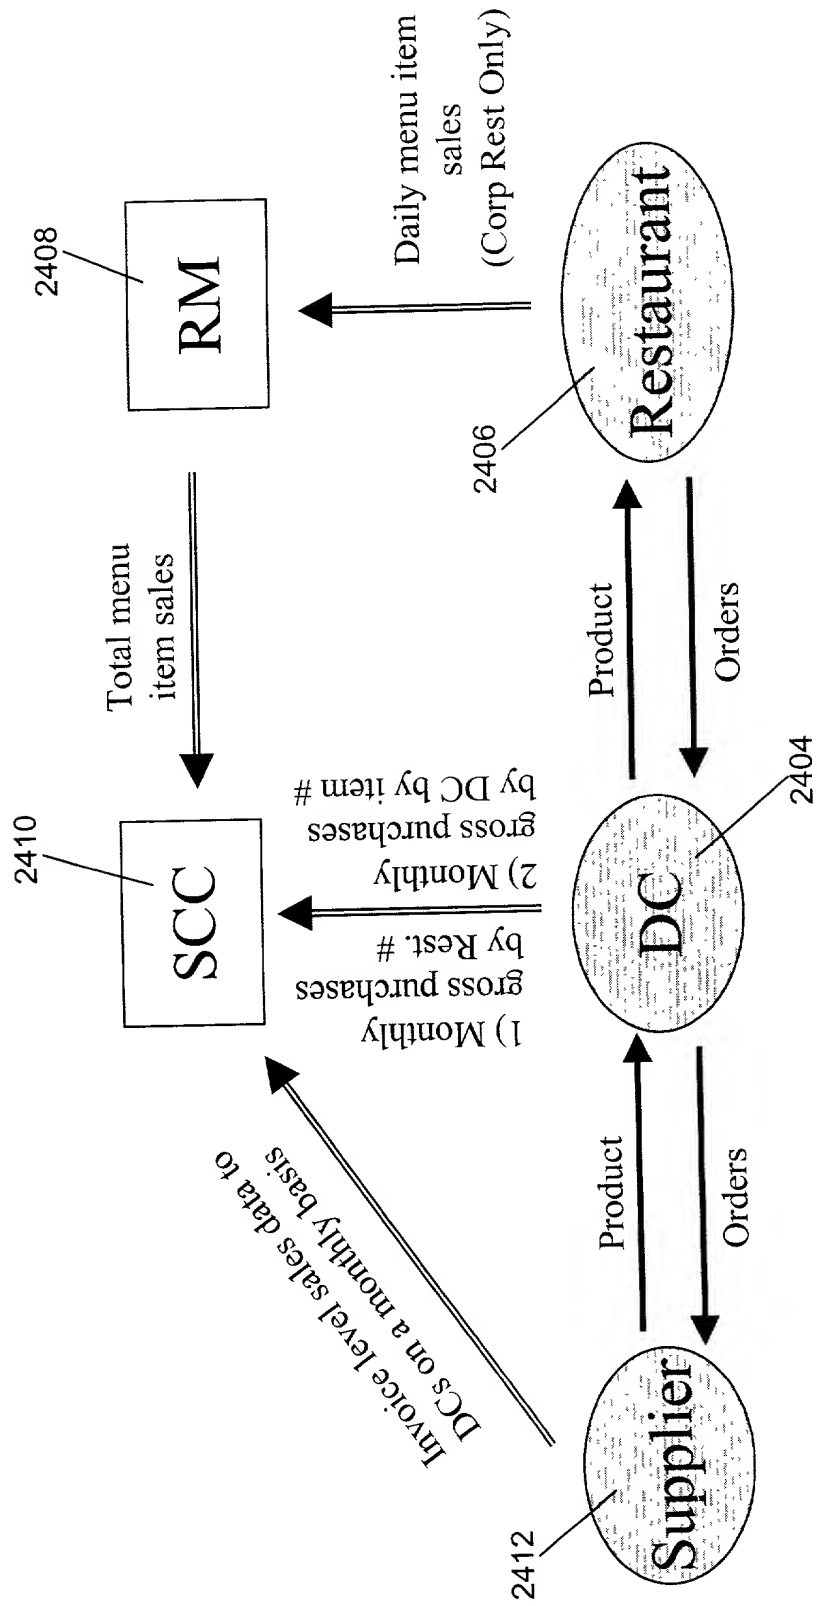 2410
SCC
Total menu
item sales
2408
RM
Invoice level sales data to
DCs on a monthly basis
1) Monthly
gross purchases
by Rest. #
2) Monthly
gross purchases
by DC by item #
Daily menu item
sales
(Corp Rest Only)
2412
Supplier
Product
Orders
DC
2404
Product
Orders
2406
Restaurant